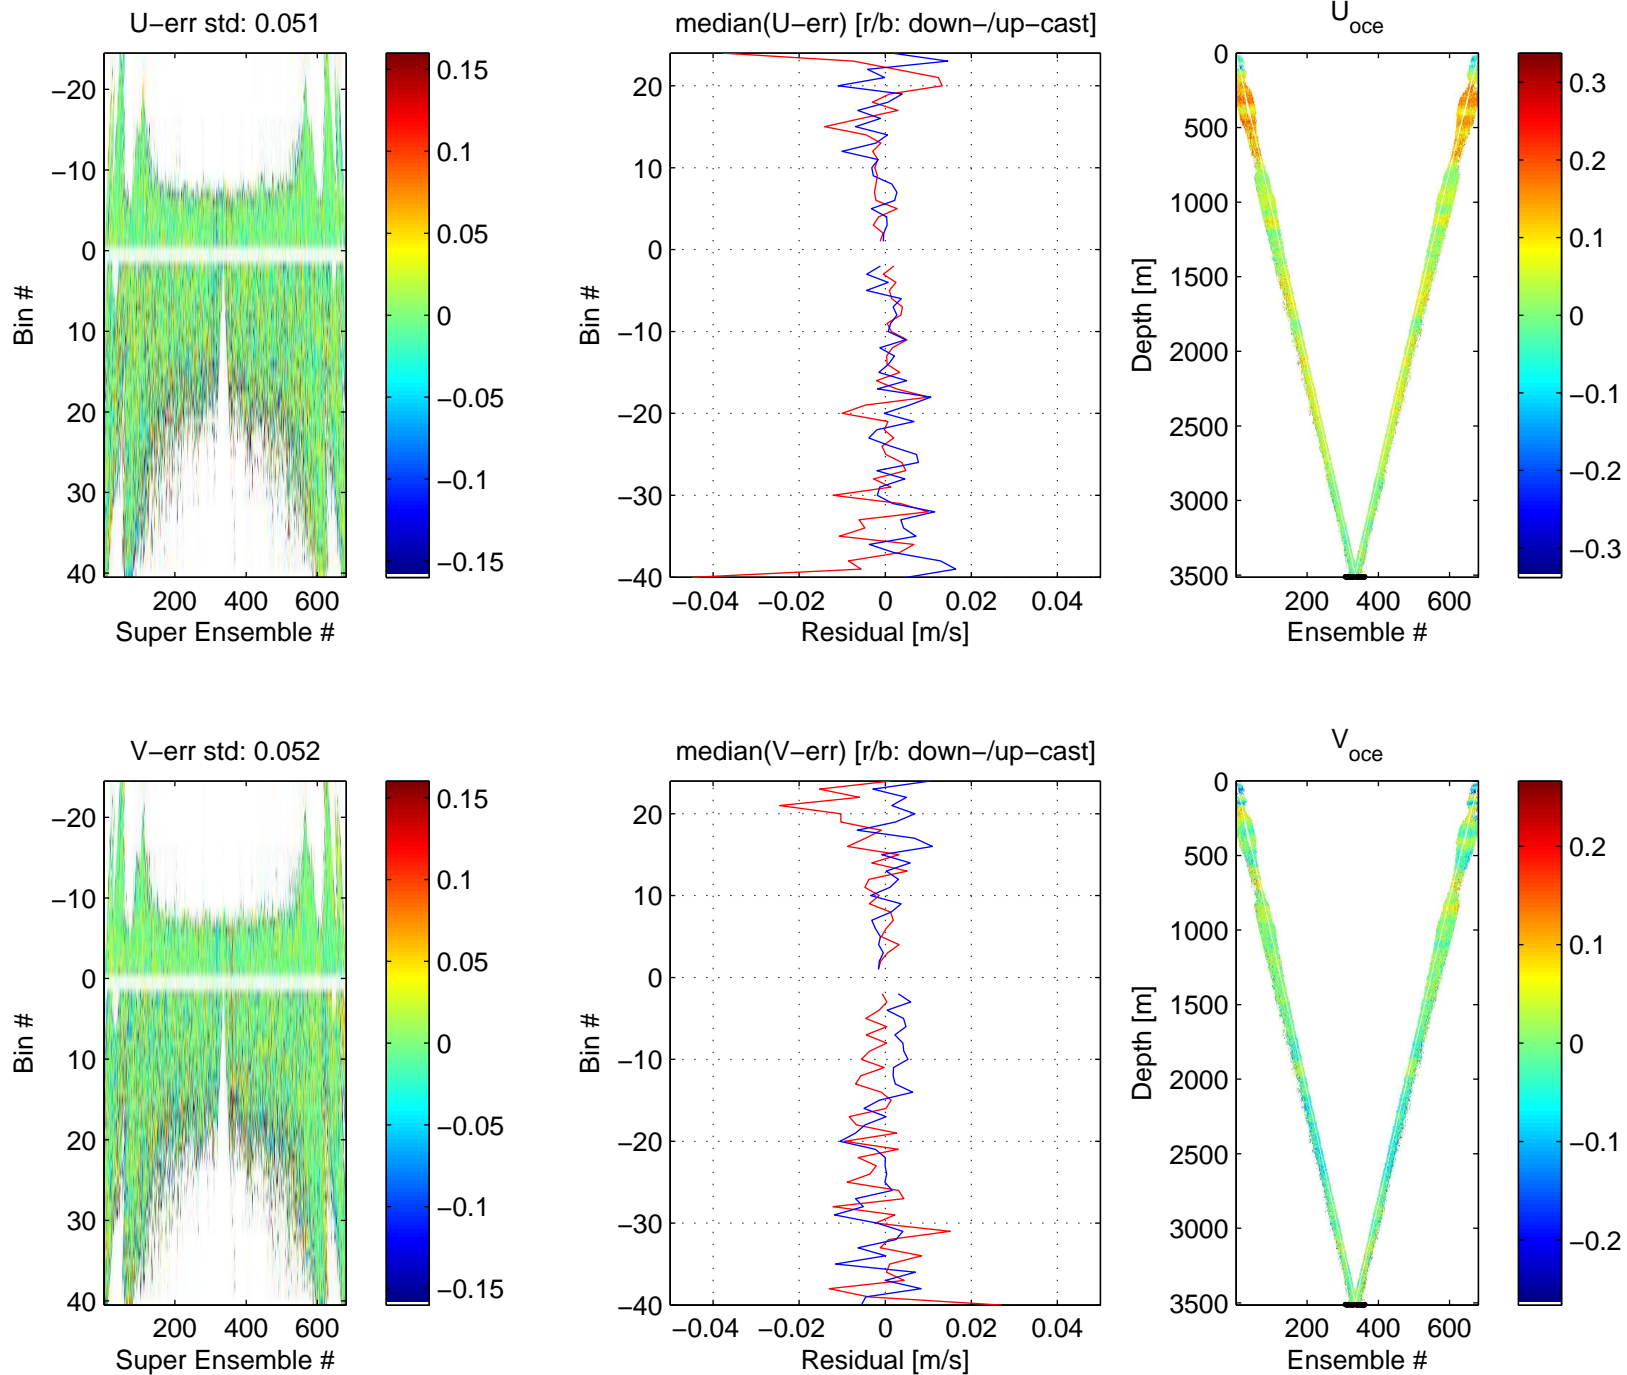 U−err std: 0.051
−20
−10
0
10
20
30
40
Bin #
200 400 600
Super Ensemble #
0.15
0.1
0.05
0
−0.05
−0.1
−0.15
median(U−err) [r/b: down−/up−cast]
20
10
0
−10
−20
−30
−40
Bin #
−0.04 −0.02 0 0.02 0.04
Residual [m/s]
U_oce
0
500
1000
1500
2000
2500
3000
3500
Depth [m]
200 400 600
Ensemble #
0.3
0.2
0.1
0
−0.1
−0.2
−0.3
V−err std: 0.052
−20
−10
0
10
20
30
40
Bin #
200 400 600
Super Ensemble #
0.15
0.1
0.05
0
−0.05
−0.1
−0.15
median(V−err) [r/b: down−/up−cast]
20
10
0
−10
−20
−30
−40
Bin #
−0.04 −0.02 0 0.02 0.04
Residual [m/s]
V_oce
0
500
1000
1500
2000
2500
3000
3500
Depth [m]
200 400 600
Ensemble #
0.2
0.1
0
−0.1
−0.2